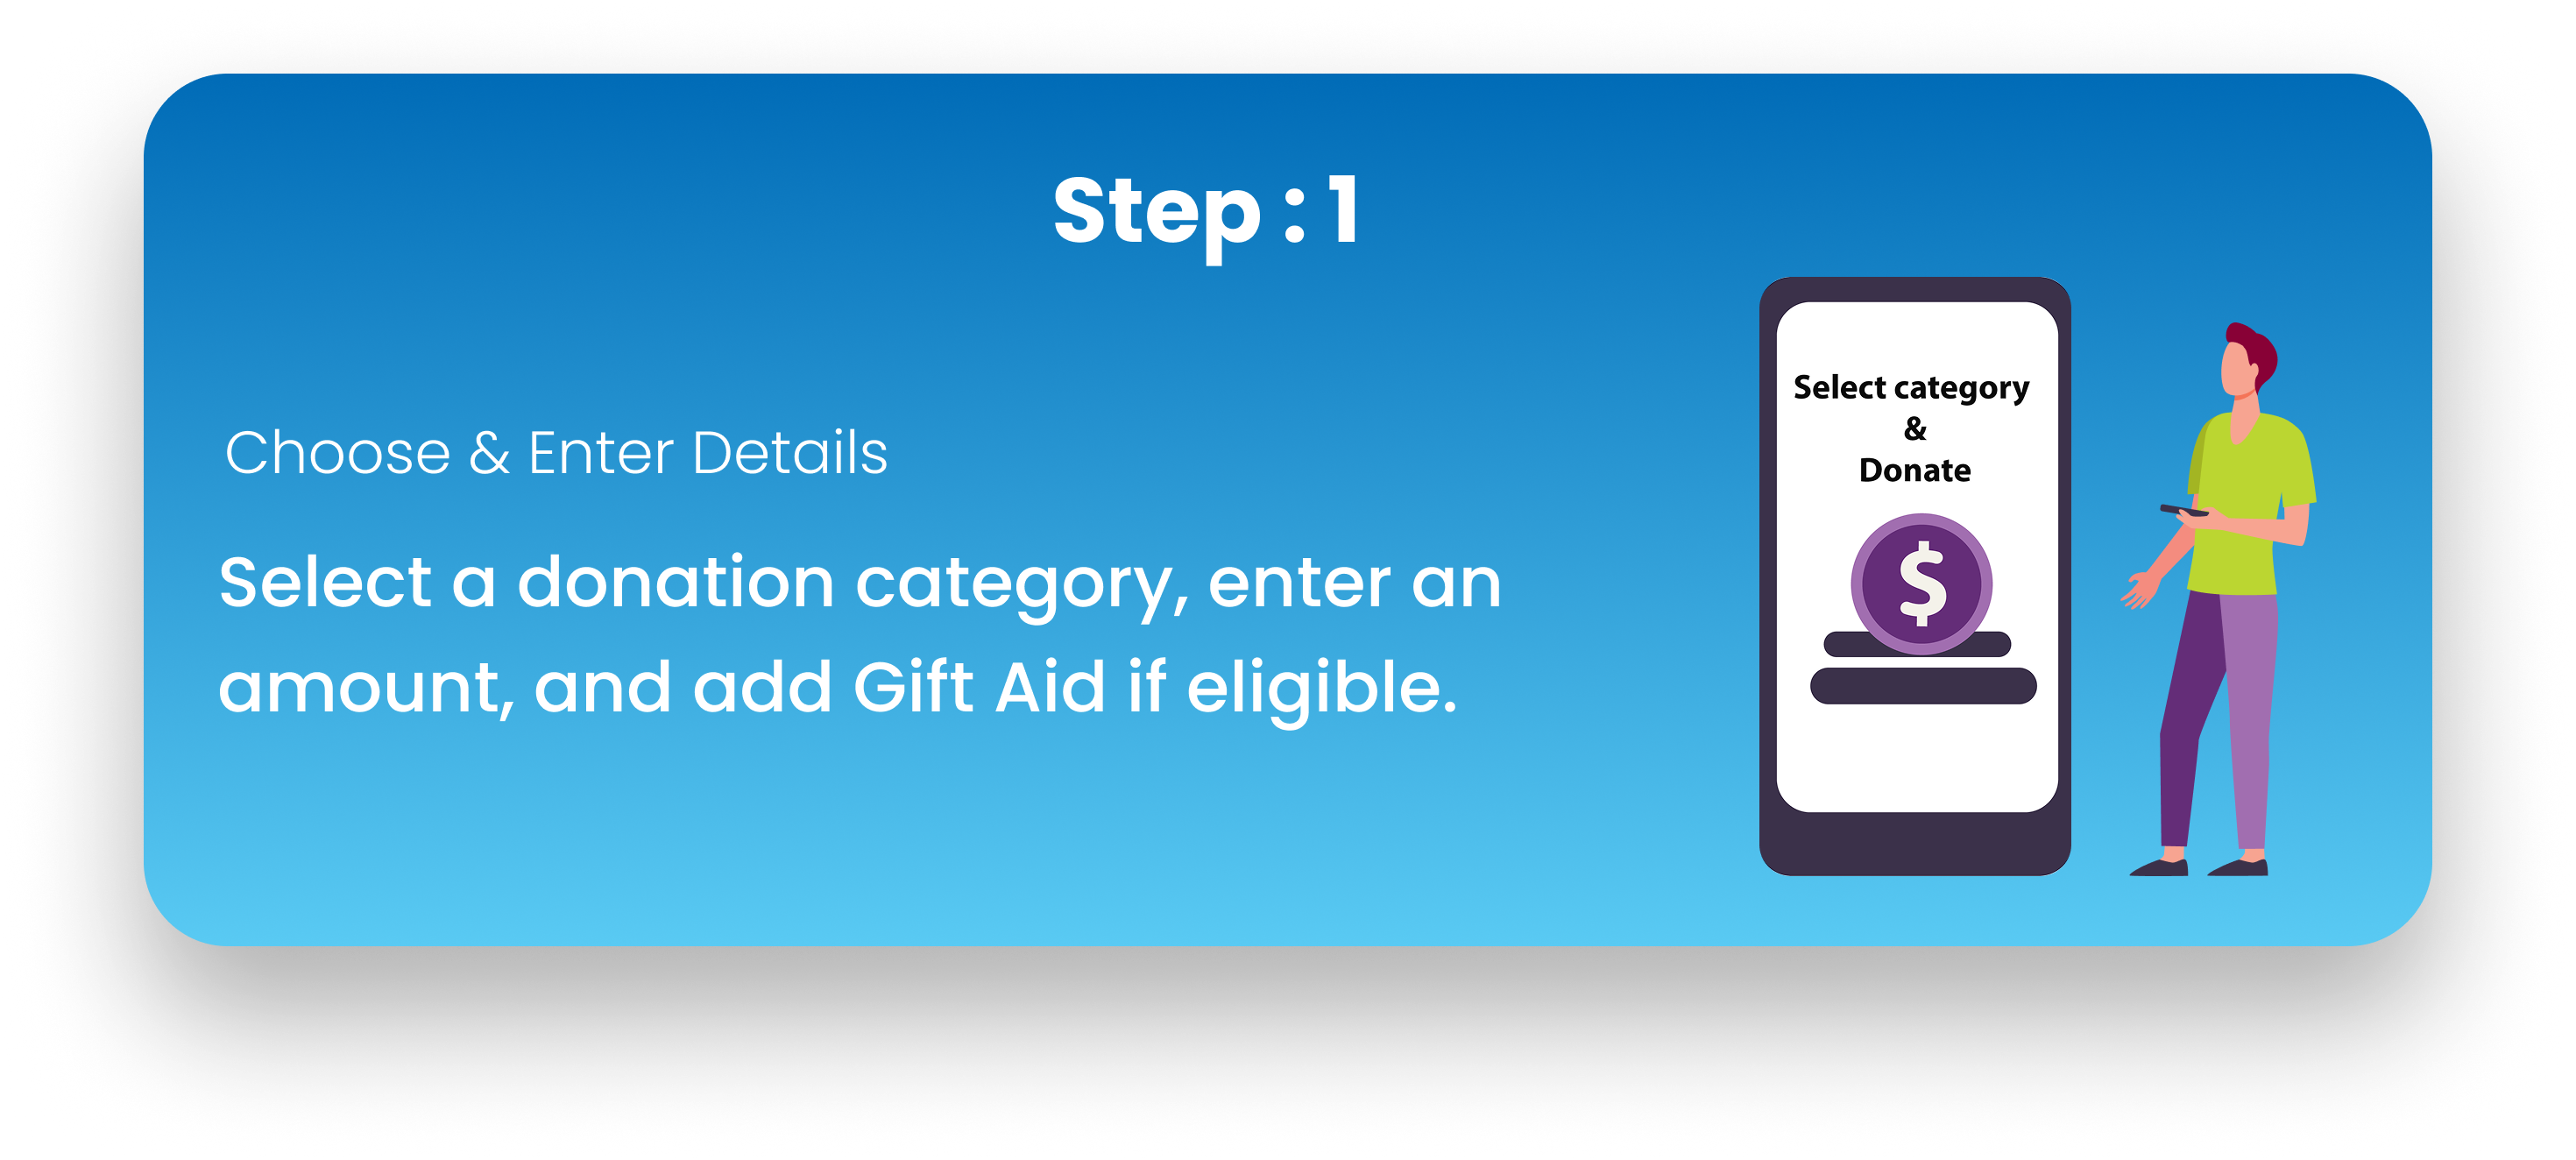 Step : 1
Choose & Enter Details
Select a donation category, enter an
amount, and add Gift Aid if eligible.
Select category
&
Donate
$